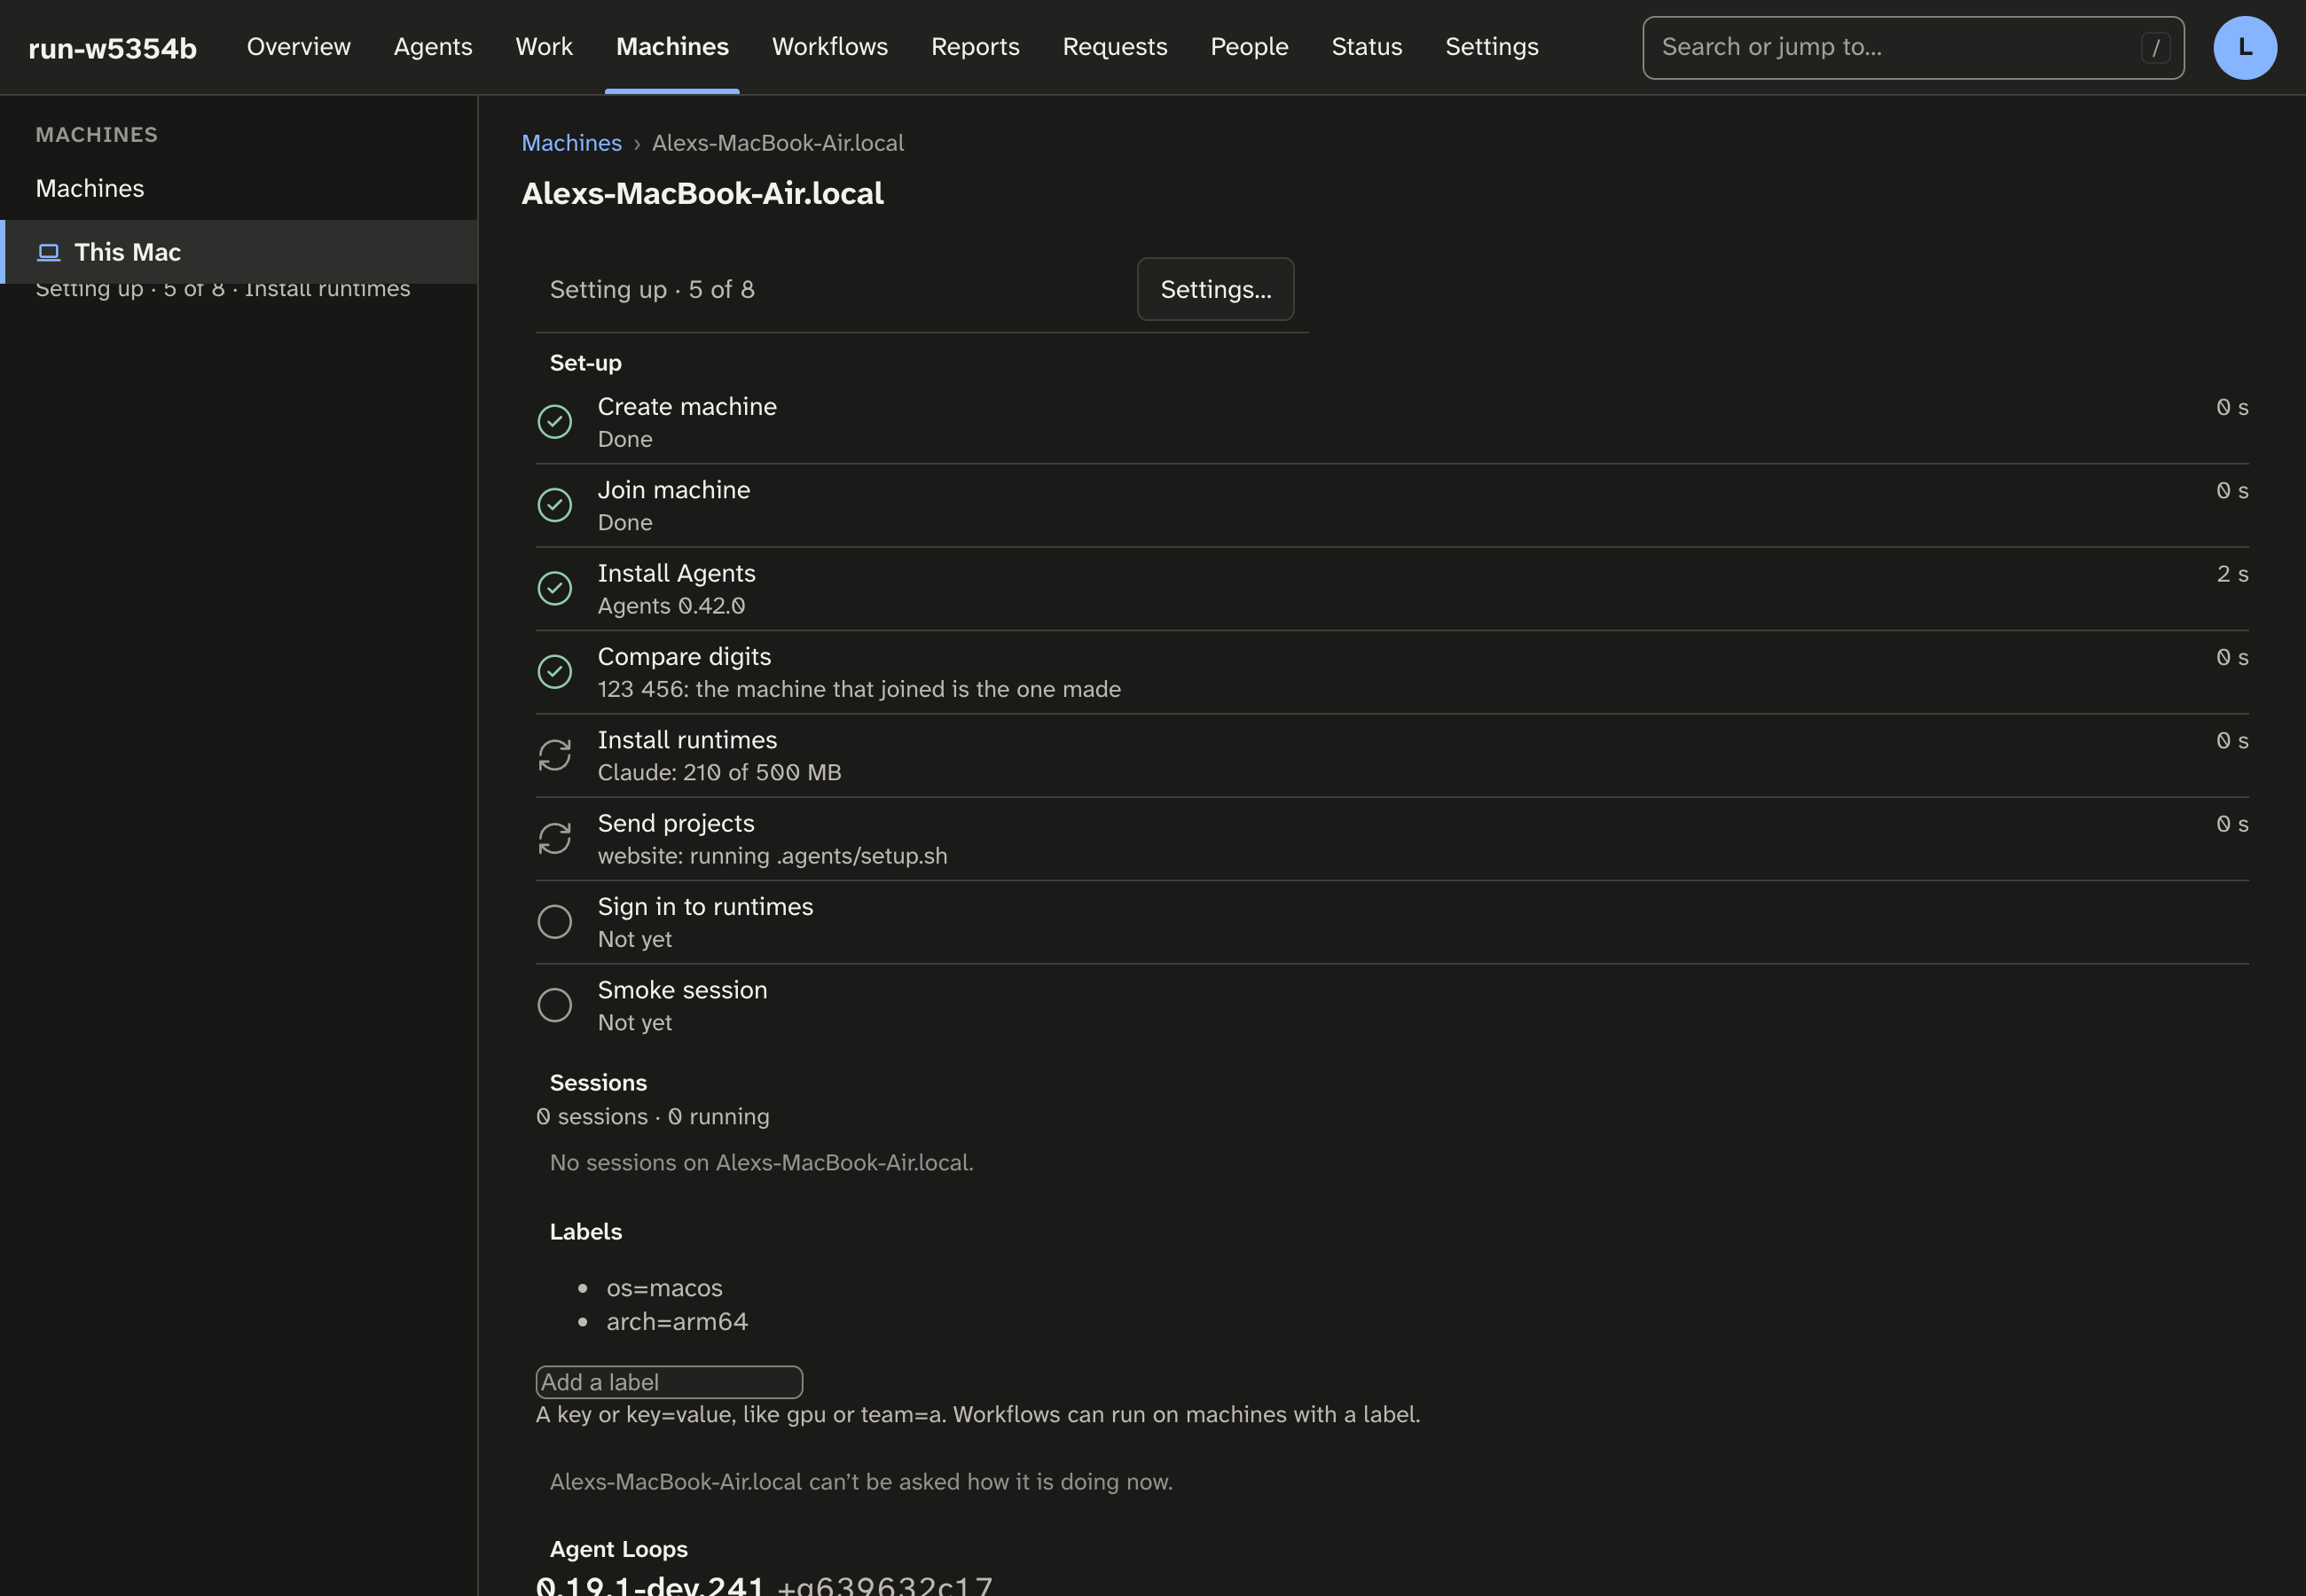 run-w5354b
Overview
Agents
Work
Machines
Workflows
Reports
Requests
People
Status
Settings
Search or jump to...
/
L
MACHINES
Machines
This Mac
Setting up · 5 of 8 · Install runtimes
Machines › Alexs-MacBook-Air.local
Alexs-MacBook-Air.local
Setting up · 5 of 8
Settings...
Set-up
Create machine
0 s
Done
Join machine
0 s
Done
Install Agents
2 s
Agents 0.42.0
Compare digits
0 s
123 456: the machine that joined is the one made
Install runtimes
0 s
Claude: 210 of 500 MB
Send projects
0 s
website: running .agents/setup.sh
Sign in to runtimes
Not yet
Smoke session
Not yet
Sessions
0 sessions · 0 running
No sessions on Alexs-MacBook-Air.local.
Labels
os=macos
arch=arm64
Add a label
A key or key=value, like gpu or team=a. Workflows can run on machines with a label.
Alexs-MacBook-Air.local can’t be asked how it is doing now.
Agent Loops
0.19.1-dev.241 +g639632c17